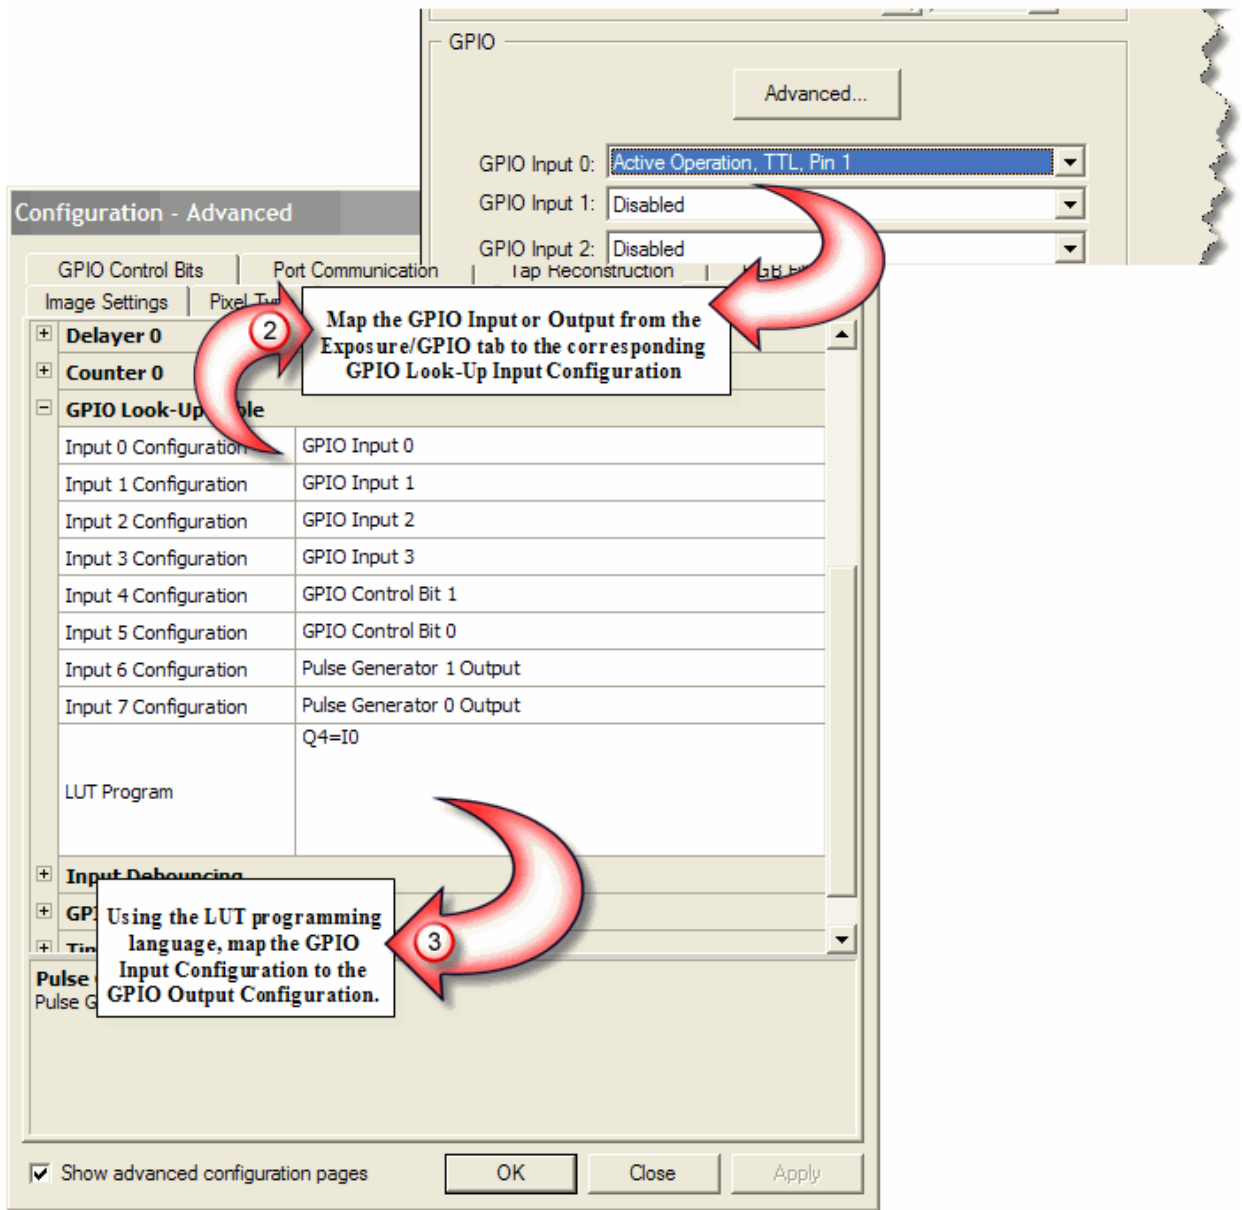 GPIO
Advanced...
GPIO Input 0: Active Operation, TTL, Pin 1
GPIO Input 1: Disabled
GPIO Input 2: Disabled
Configuration - Advanced
GPIO Control Bits Port Communication Tap Reconstruction
Image Settings Pixel
2
Map the GPIO Input or Output from the
Exposure/GPIO tab to the corresponding
GPIO Look-Up Input Configuration
Delayer 0
Counter 0
GPIO Look-Up
Input 0 Configuration GPIO Input 0
Input 1 Configuration GPIO Input 1
Input 2 Configuration GPIO Input 2
Input 3 Configuration GPIO Input 3
Input 4 Configuration GPIO Control Bit 1
Input 5 Configuration GPIO Control Bit 0
Input 6 Configuration Pulse Generator 1 Output
Input 7 Configuration Pulse Generator 0 Output
LUT Program Q4=I0
Input Debouncing
Using the LUT programming
language, map the GPIO
Input Configuration to the
GPIO Output Configuration.
3
Show advanced configuration pages
OK Close Apply